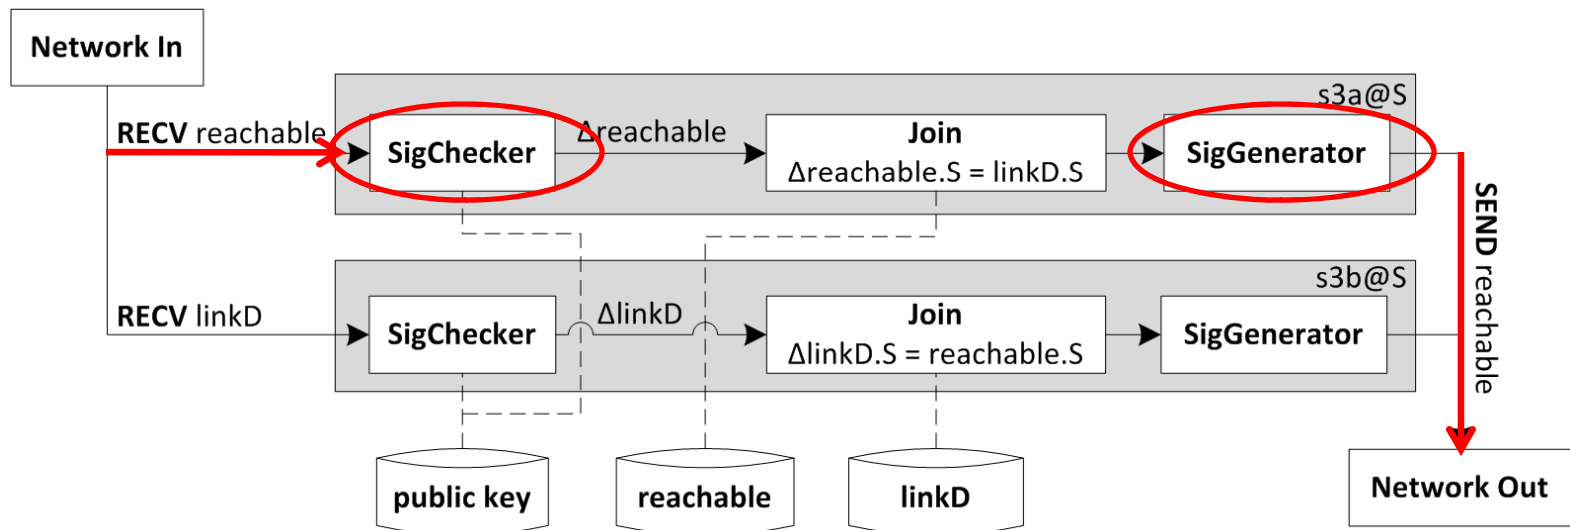 Network In
s3a@S
RECV reachable
SigChecker
Δreachable
Join
Δreachable.S = linkD.S
SigGenerator
SEND reachable
s3b@S
RECV linkD
SigChecker
ΔlinkD
Join
ΔlinkD.S = reachable.S
SigGenerator
public key
reachable
linkD
Network Out